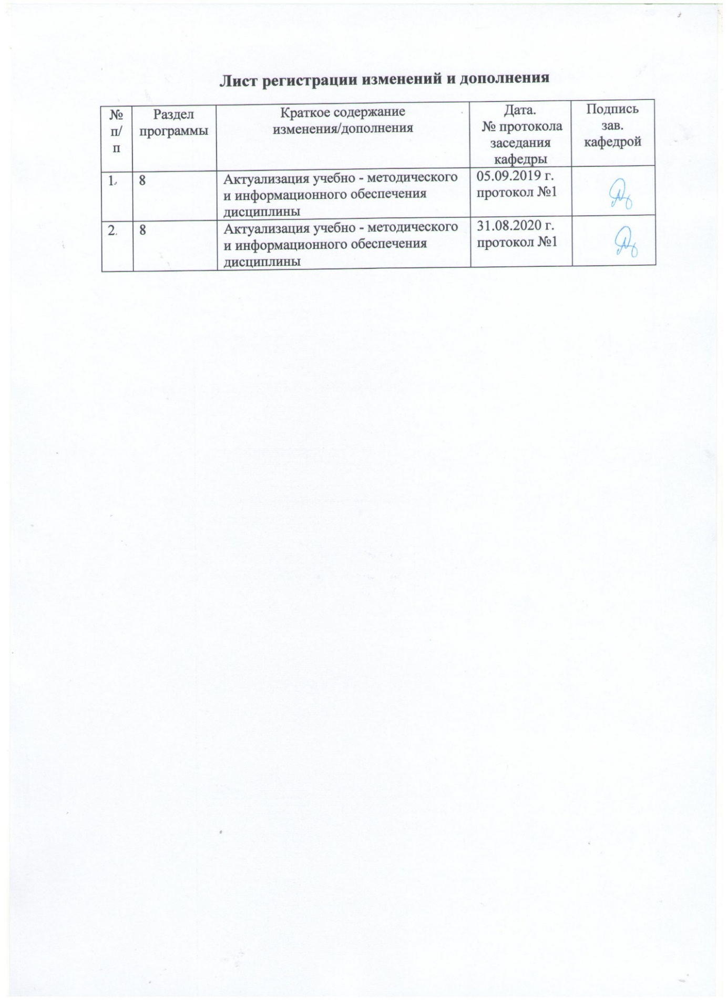 Лист регистрации изменений и дополнения
№ п/п
Раздел программы
Краткое содержание изменения/дополнения
Дата. № протокола заседания кафедры
Подпись зав. кафедрой
1.
8
Актуализация учебно - методического
и информационного обеспечения
дисциплины
05.09.2019 г.
протокол №1
2.
8
Актуализация учебно - методического
и информационного обеспечения
дисциплины
31.08.2020 г.
протокол №1